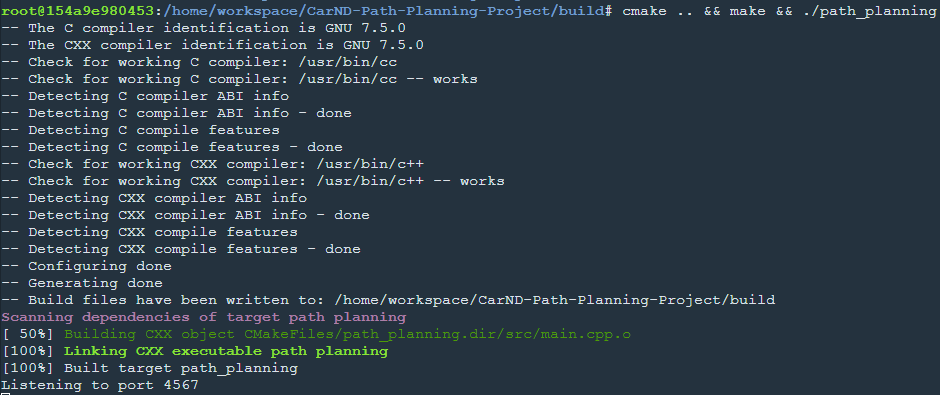 root@154a9e980453:/home/workspace/CarND-Path-Planning-Project/build# cmake .. && make && ./path_planning
-- The C compiler identification is GNU 7.5.0
-- The CXX compiler identification is GNU 7.5.0
-- Check for working C compiler: /usr/bin/cc
-- Check for working C compiler: /usr/bin/cc -- works
-- Detecting C compiler ABI info
-- Detecting C compiler ABI info - done
-- Detecting C compile features
-- Detecting C compile features - done
-- Check for working CXX compiler: /usr/bin/c++
-- Check for working CXX compiler: /usr/bin/c++ -- works
-- Detecting CXX compiler ABI info
-- Detecting CXX compiler ABI info - done
-- Detecting CXX compile features
-- Detecting CXX compile features - done
-- Configuring done
-- Generating done
-- Build files have been written to: /home/workspace/CarND-Path-Planning-Project/build
Scanning dependencies of target path planning
[ 50%] Building CXX object CMakeFiles/path_planning.dir/src/main.cpp.o
[100%] Linking CXX executable path planning
[100%] Built target path_planning
Listening to port 4567